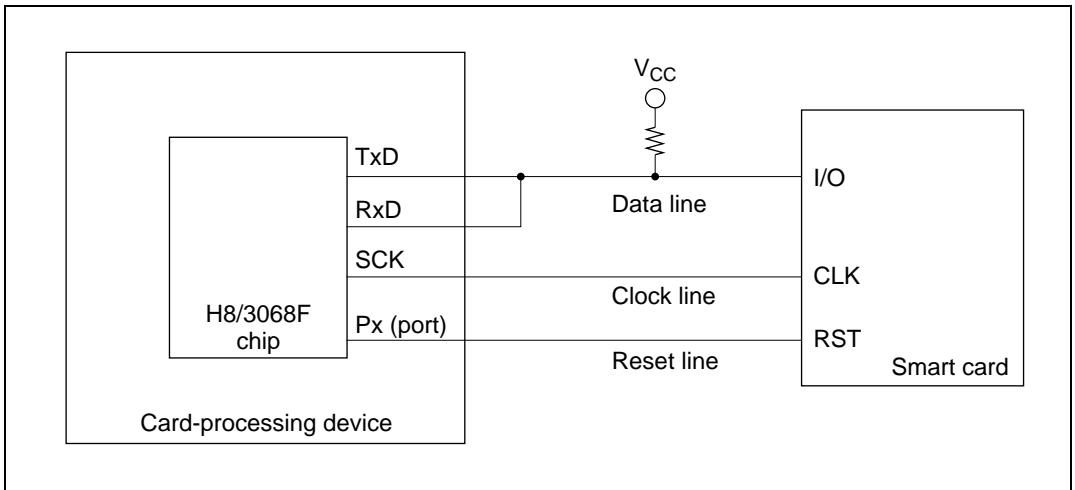 VCC
TxD
I/O
RxD
Data line
SCK
CLK
Clock line
H8/3068F
chip
Px (port)
RST
Reset line
Smart card
Card-processing device